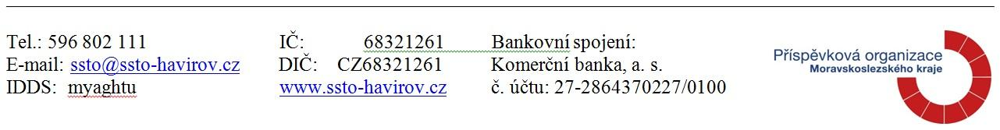 Tel.: 596 802 111 IČ: 68321261 Bankovní spojení:
E-mail: ssto@ssto-havirov.cz DIČ: CZ68321261 Komerční banka, a. s.
IDDS: myaghtu www.ssto-havirov.cz č. účtu: 27-2864370227/0100
Příspěvková organizace
Moravskoslezského kraje